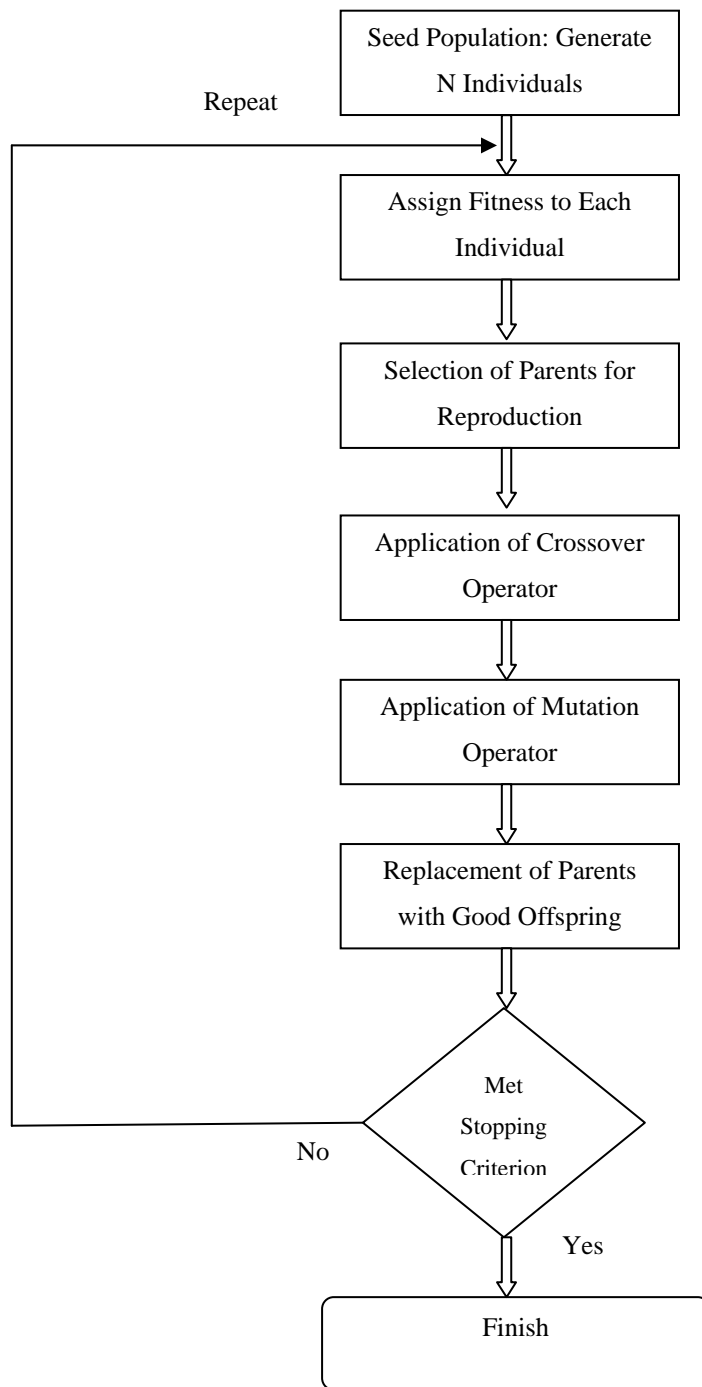 Seed Population: Generate
N Individuals
Repeat
Assign Fitness to Each
Individual
Selection of Parents for
Reproduction
Application of Crossover
Operator
Application of Mutation
Operator
Replacement of Parents
with Good Offspring
Met
Stopping
Criterion
No
Yes
Finish